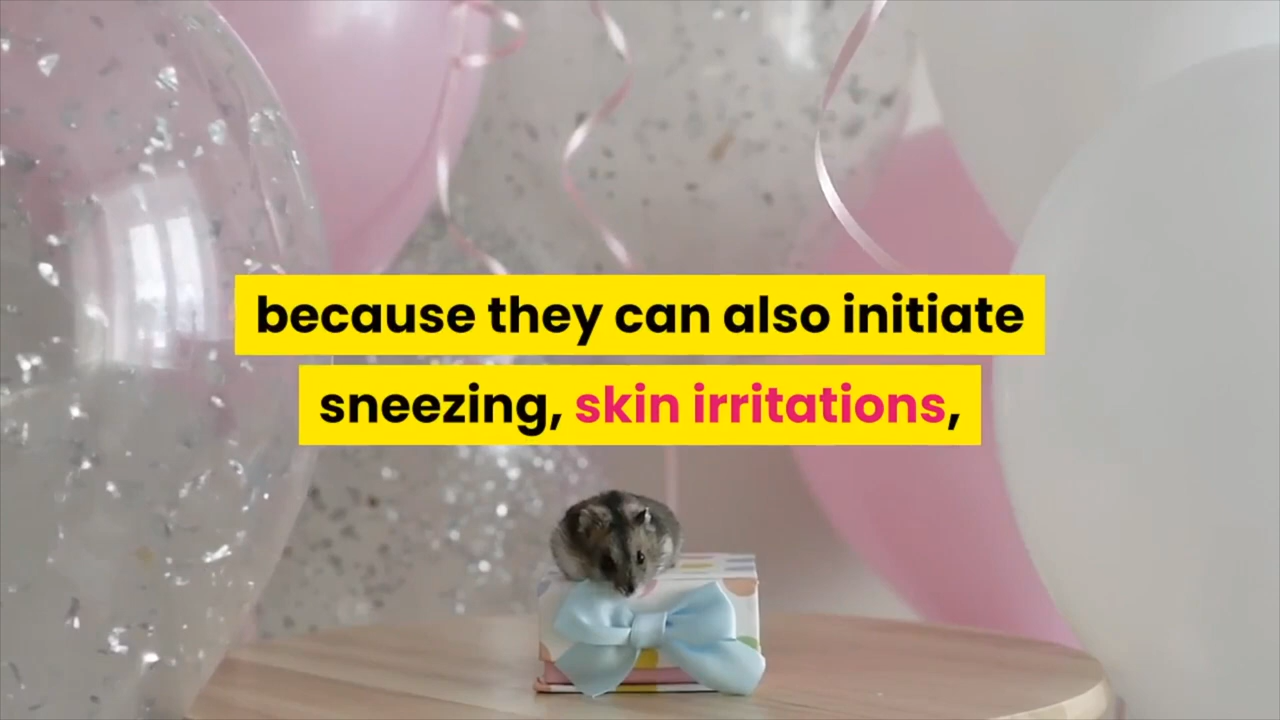 because they can also initiate
sneezing, skin irritations,